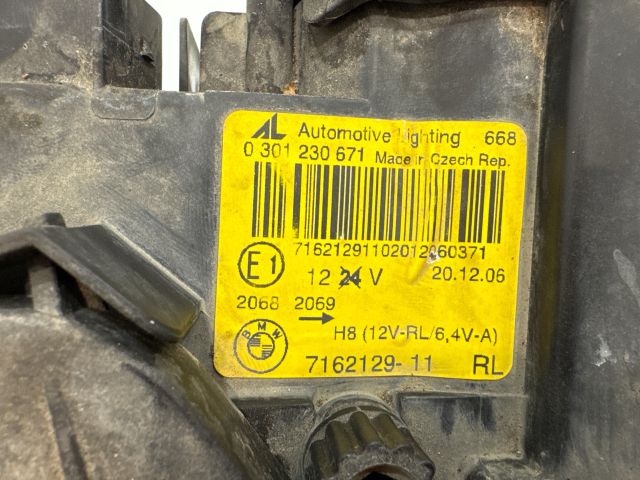 AL Automotive Lighting 668
0 301 230 671 Made in Czech Rep.
71621291102012060371
E1 12 24 V 20.12.06
2068 2069
H8 (12V-RL/6,4V-A)
BMW
7162129-11 RL